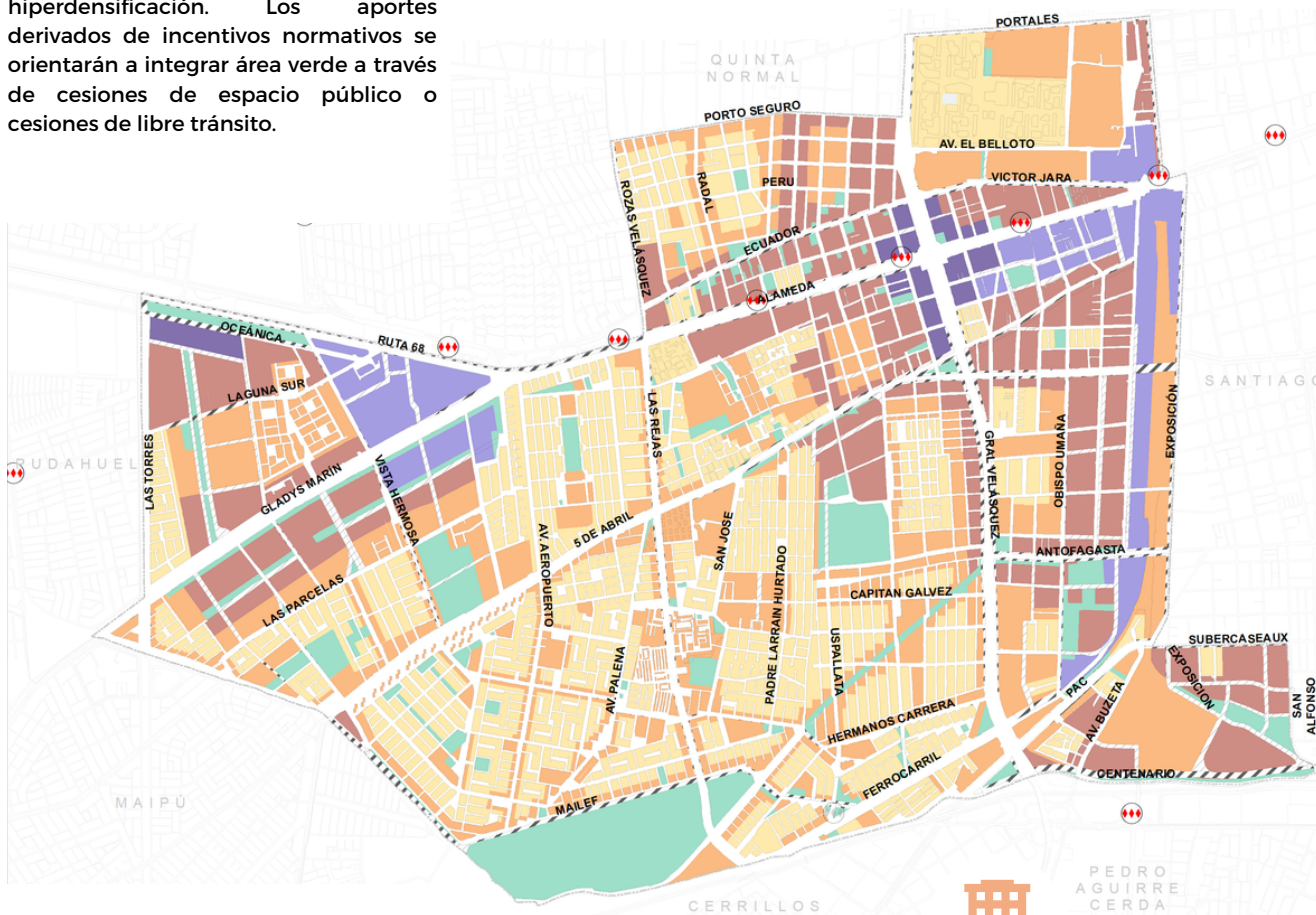 hiperdensificación. Los aportes
derivados de incentivos normativos se
orientarán a integrar área verde a través
de cesiones de espacio público o
cesiones de libre tránsito.
PORTALES
QUINTA
NORMAL
PORTO SEGURO
AV. EL BELLOTO
VICTOR JARA
ROZAS VELÁSQUEZ
RADAL
PERU
ECUADOR
ALAMEDA
OCEÁNICA
RUTA 68
LAGUNA SUR
SANTIAGO
LAS TORRES
PUDAHUEL
GLADYS MARÍN
VISTA HERMOSA
LAS REJAS
GRAL VELÁSQUEZ
OBISPO UMAÑA
EXPOSICIÓN
AV. AEROPUERTO
5 DE ABRIL
SAN JOSE
PADRE LARRAIN HURTADO
ANTOFAGASTA
LAS PARCELAS
CAPITAN GALVEZ
USPALLATA
AV. PALENA
SUBERCASEAUX
EXPOSICION
SAN
ALFONSO
PAC
AV. BUZETA
HERMANOS CARRERA
FERROCARRIL
CENTENARIO
MAIPÚ
MAILEF
CERRILLOS
PEDRO
AGUIRRE
CERDA